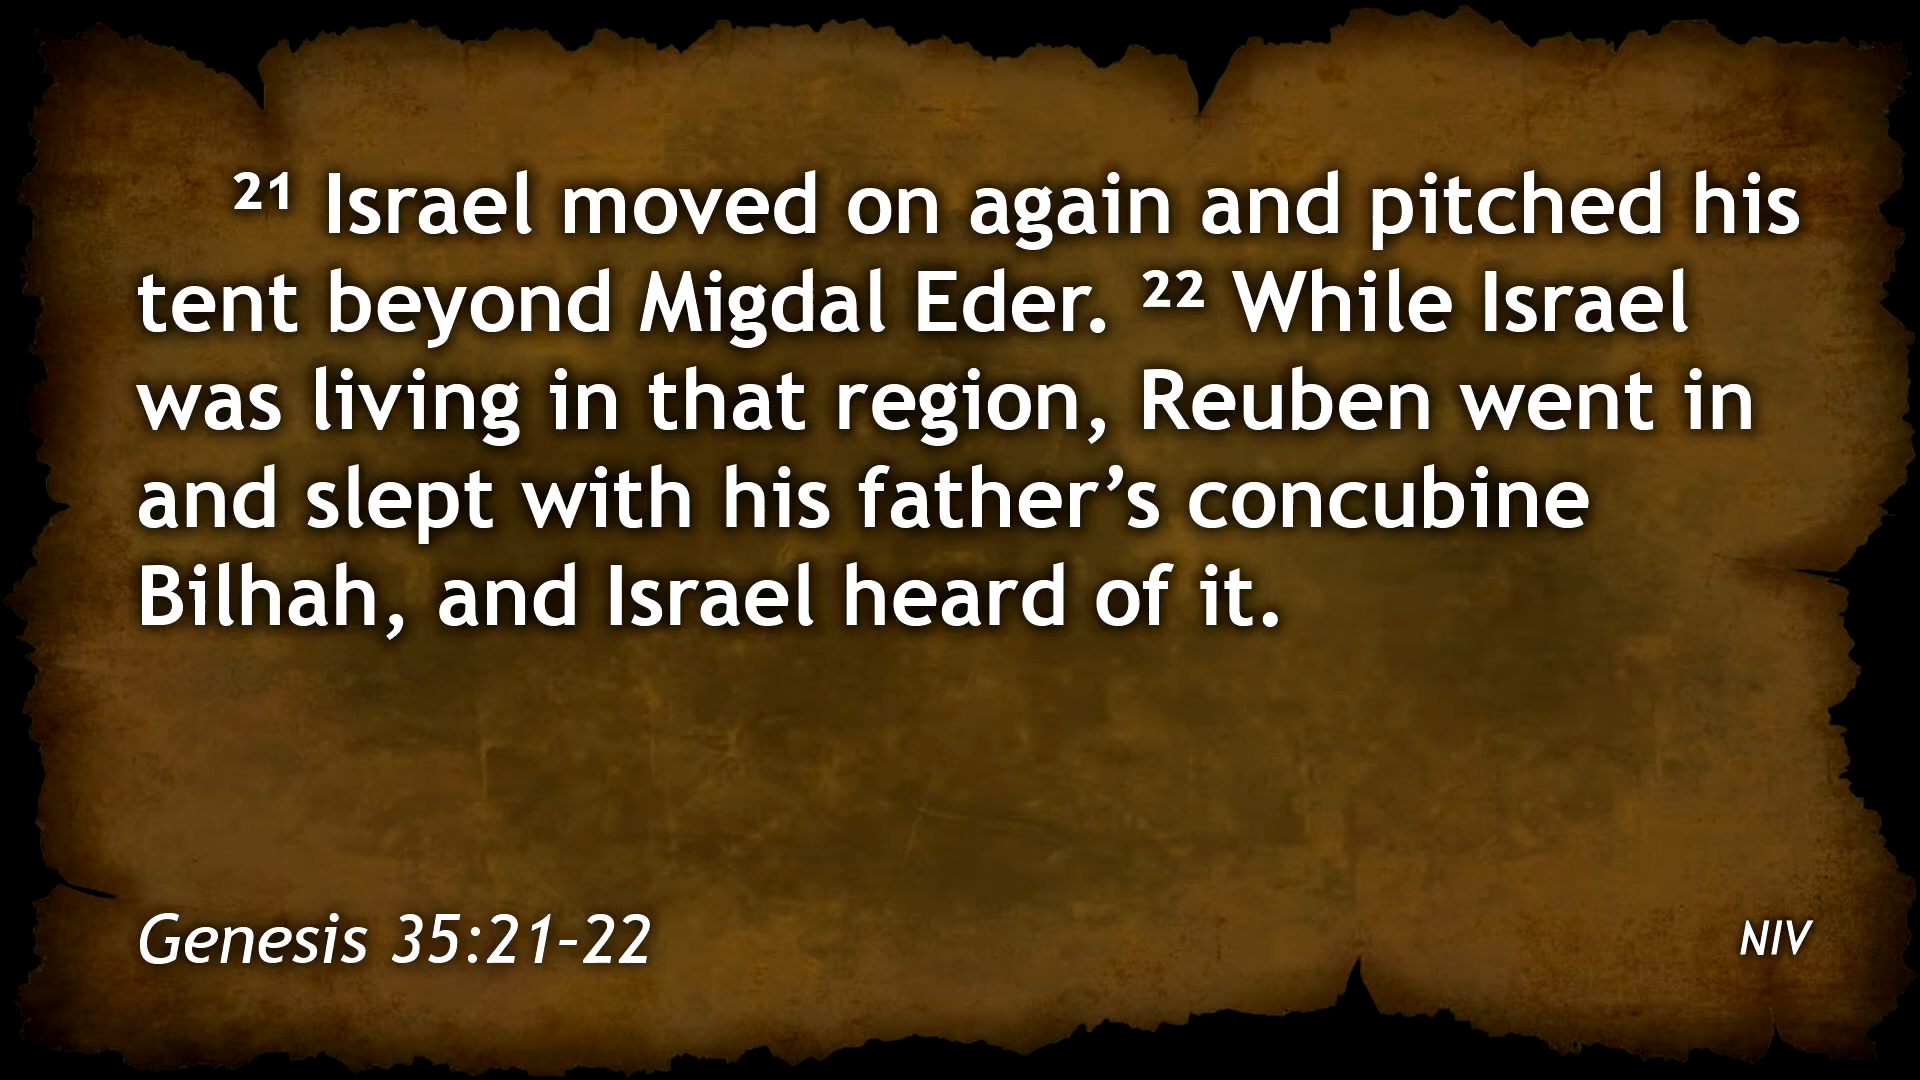 ²¹ Israel moved on again and pitched his
tent beyond Migdal Eder. ²² While Israel
was living in that region, Reuben went in
and slept with his father’s concubine
Bilhah, and Israel heard of it.
Genesis 35:21–22
NIV